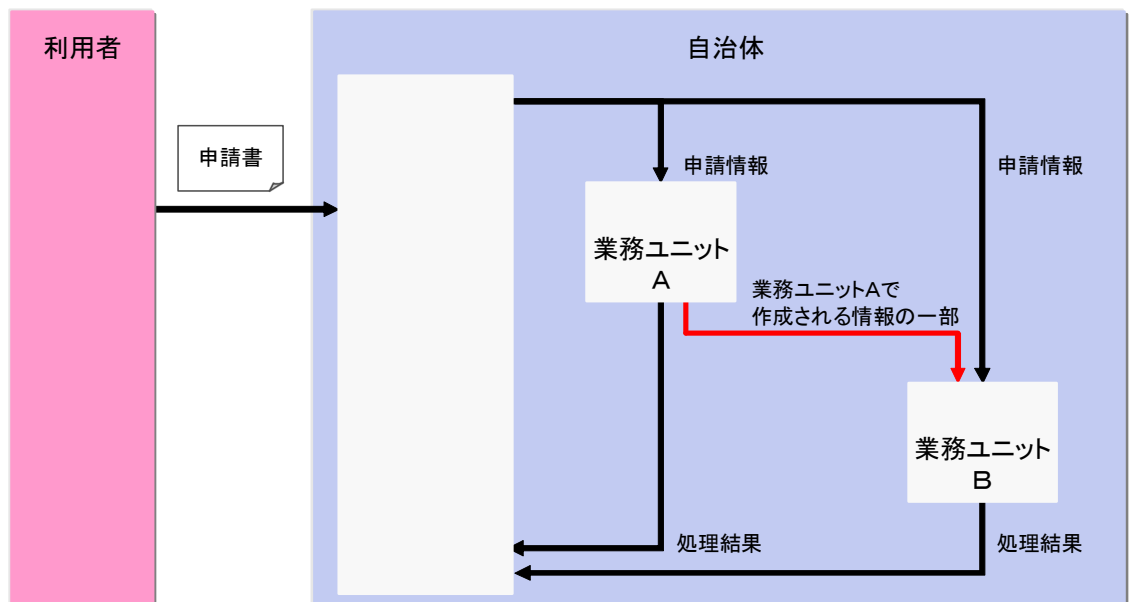 利用者
自治体
申請書
申請情報
申請情報
業務ユニット
A
業務ユニットAで
作成される情報の一部
業務ユニット
B
処理結果
処理結果